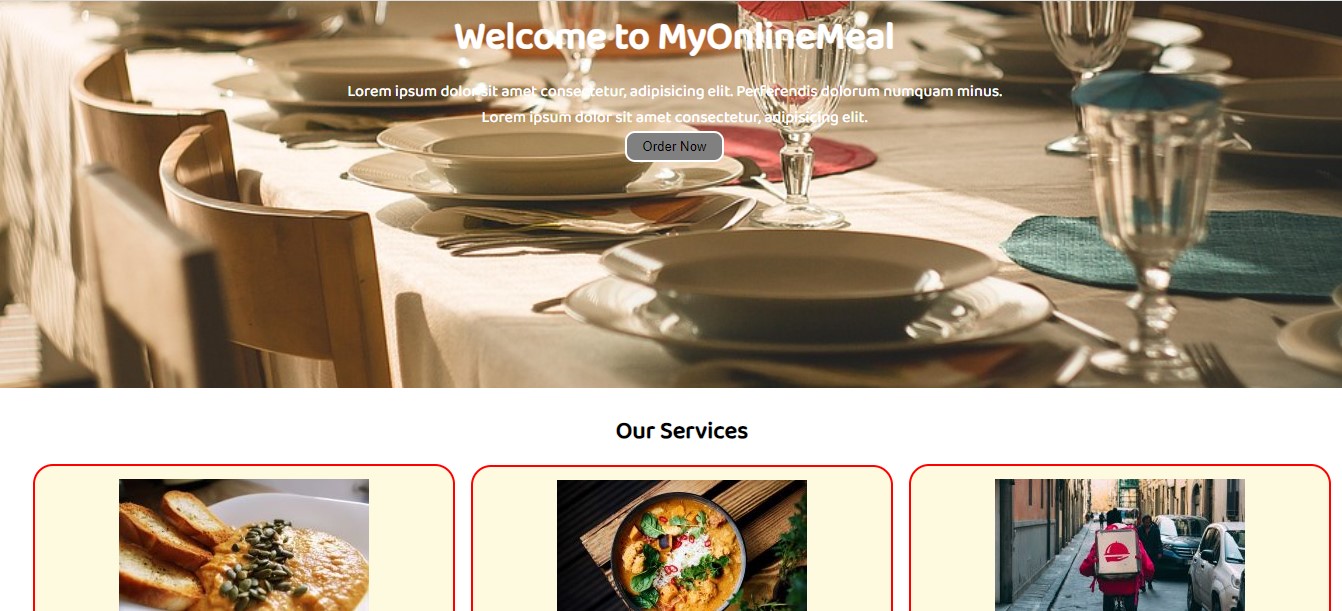 Welcome to MyOnlineMeal
Lorem ipsum dolor sit amet consectetur, adipisicing elit. Perferendis dolorum numquam minus.
Lorem ipsum dolor sit amet consectetur, adipisicing elit.
Order Now
Our Services